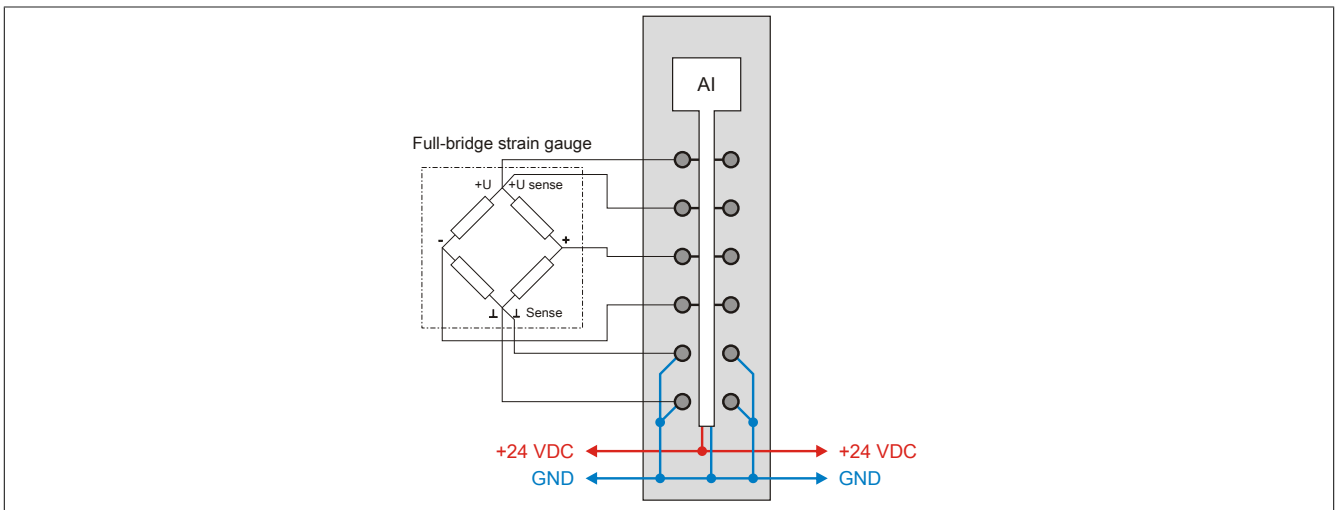 AI
Full-bridge strain gauge
+U +U sense
- +
⊥ ⊥ Sense
+24 VDC +24 VDC
GND GND